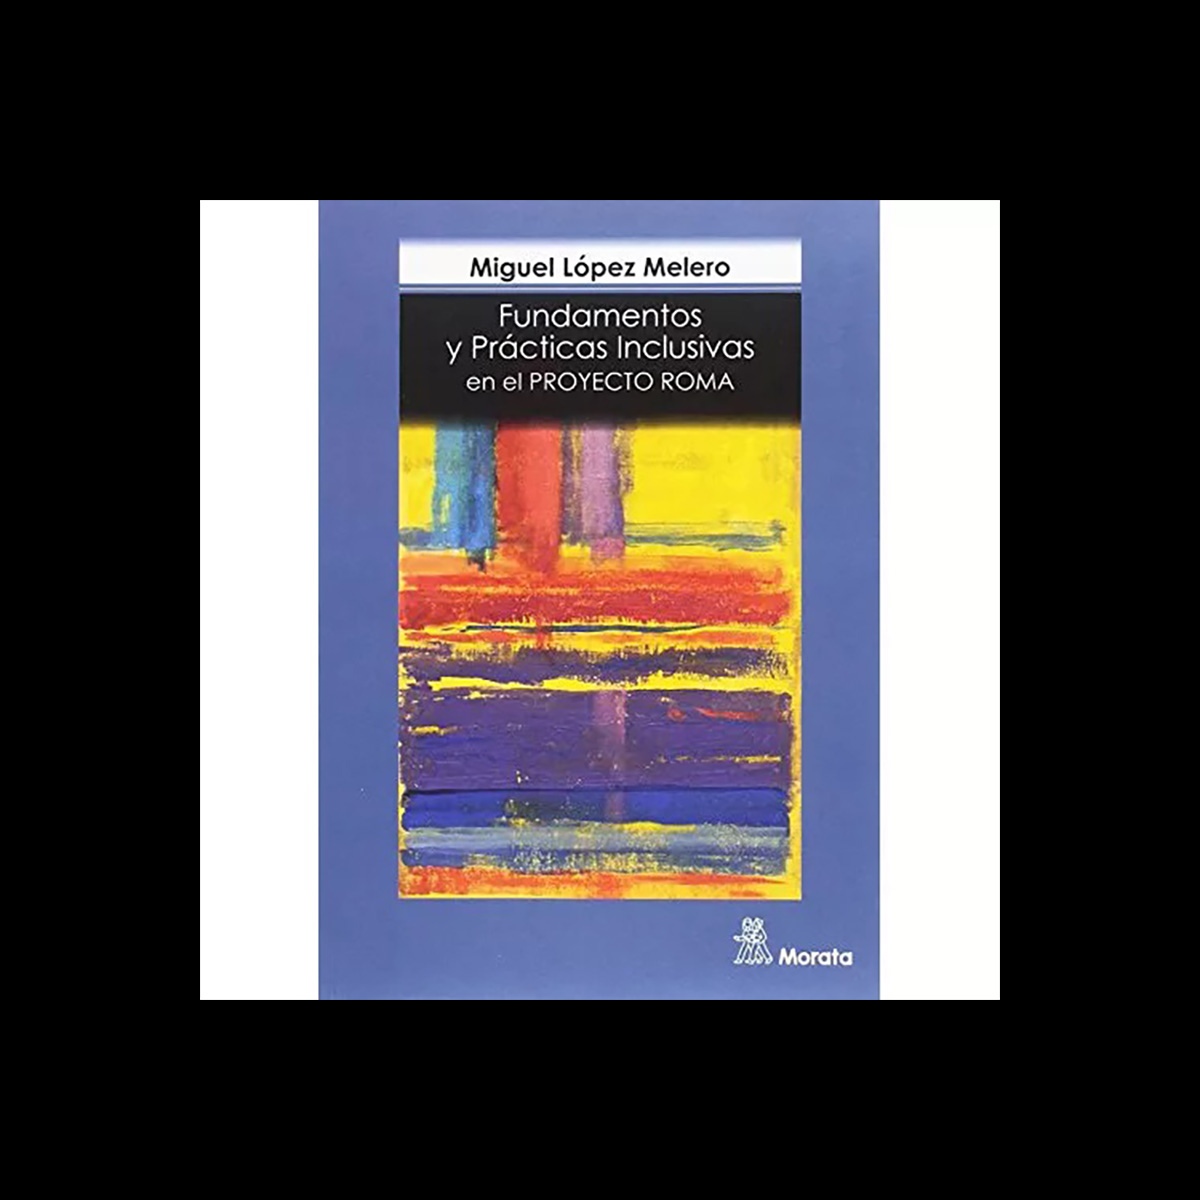 Miguel López Melero
Fundamentos
y Prácticas Inclusivas
en el PROYECTO ROMA
Morata